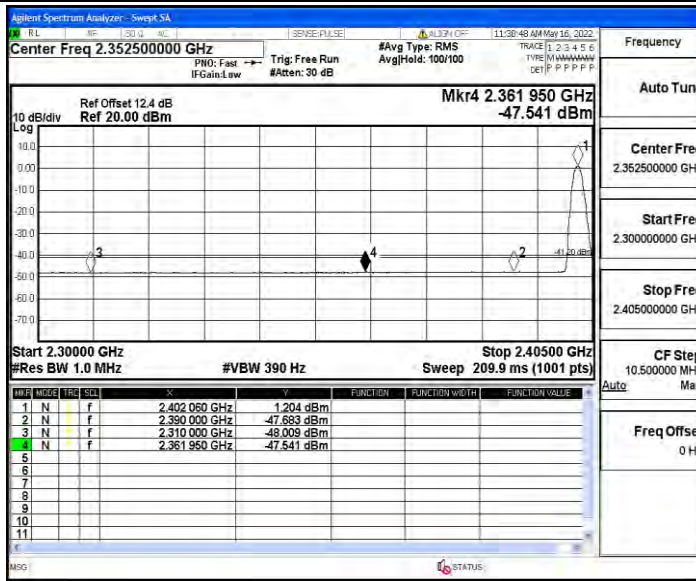 Agilent Spectrum Analyzer - Swept SA
RL RF 50 Ω AC SENSE:PULSE ALIGN OFF 11:30:48 AM May 16, 2022
Center Freq 2.352500000 GHz #Avg Type: RMS TRACE 1 2 3 4 5 6
PNO: Fast Trig: Free Run Avg|Hold: 100/100 TYPE M WWWWW
IFGain:Low #Atten: 30 dB DET P P P P P P
Ref Offset 12.4 dB Mkr4 2.361 950 GHz
10 dB/div Ref 20.00 dBm -47.541 dBm
Log
10.0
0.00
-10.0
-20.0
-30.0
-40.0
-50.0
-60.0
-70.0
1
2
3
4
-41.20 dBm
Start 2.30000 GHz Stop 2.40500 GHz
#Res BW 1.0 MHz #VBW 390 Hz Sweep 209.9 ms (1001 pts)
MKR MODE TRC SCL X Y FUNCTION FUNCTION WIDTH FUNCTION VALUE
1 N f 2.402 060 GHz 1.204 dBm
2 N f 2.390 000 GHz -47.683 dBm
3 N f 2.310 000 GHz -48.009 dBm
4 N f 2.361 950 GHz -47.541 dBm
5
6
7
8
9
10
11
MSG STATUS
Frequency
Auto Tun
Center Fre
2.352500000 GH
Start Fre
2.300000000 GH
Stop Fre
2.405000000 GH
CF Step
10.500000 MH
Auto Ma
Freq Offse
0 H